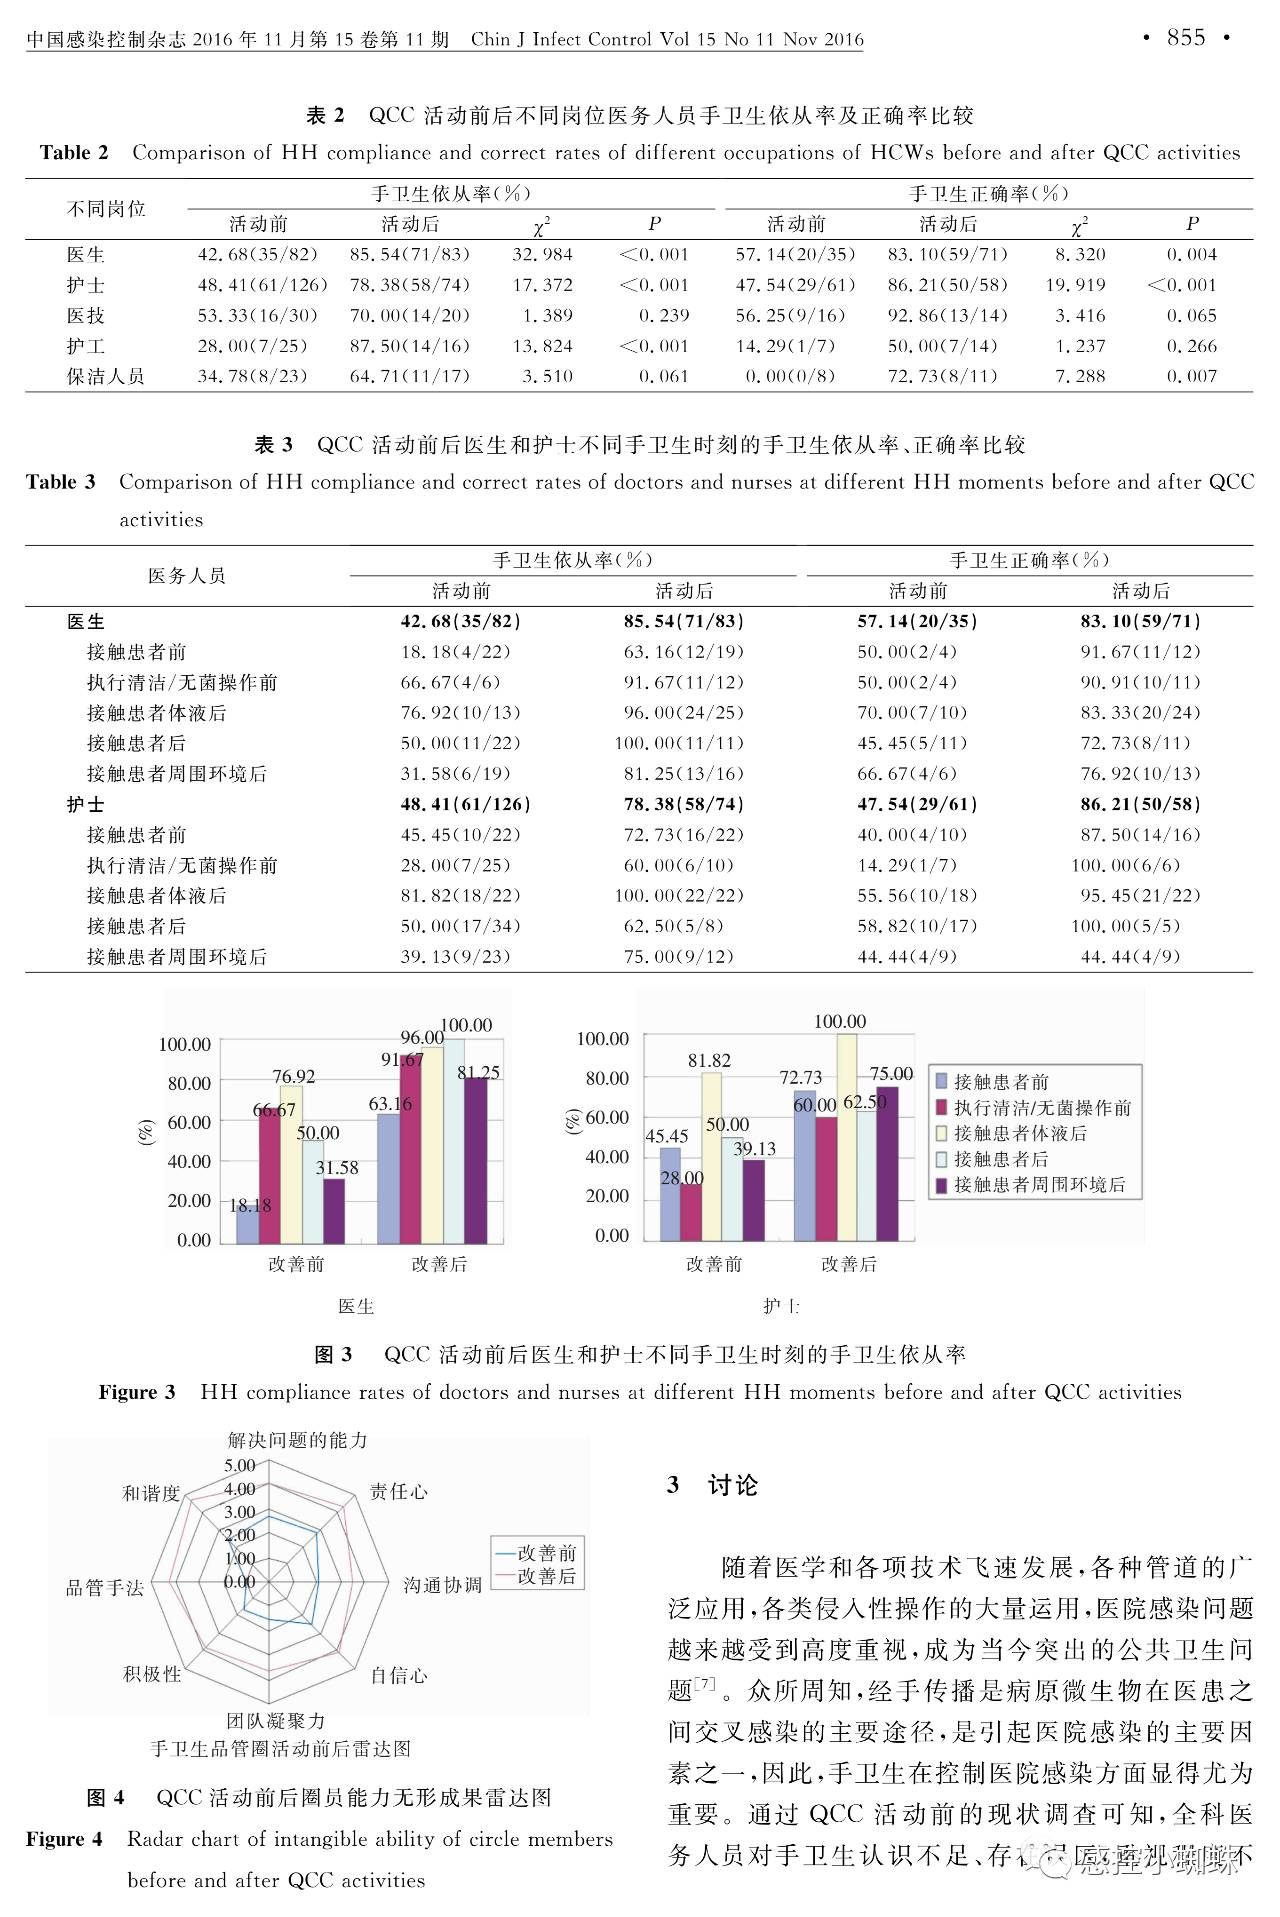 中国感染控制杂志 2016 年 11 月第 15 卷第 11 期 Chin J Infect Control Vol 15 No 11 Nov 2016 · 855 ·
表 2 QCC 活动前后不同岗位医务人员手卫生依从率及正确率比较
Table 2 Comparison of HH compliance and correct rates of different occupations of HCWs before and after QCC activities
不同岗位 手卫生依从率(%) 手卫生正确率(%)
活动前 活动后 χ² P 活动前 活动后 χ² P
医生 42.68(35/82) 85.54(71/83) 32.984 <0.001 57.14(20/35) 83.10(59/71) 8.320 0.004
护士 48.41(61/126) 78.38(58/74) 17.372 <0.001 47.54(29/61) 86.21(50/58) 19.919 <0.001
医技 53.33(16/30) 70.00(14/20) 1.389 0.239 56.25(9/16) 92.86(13/14) 3.416 0.065
护工 28.00(7/25) 87.50(14/16) 13.824 <0.001 14.29(1/7) 50.00(7/14) 1.237 0.266
保洁人员 34.78(8/23) 64.71(11/17) 3.510 0.061 0.00(0/8) 72.73(8/11) 7.288 0.007
表 3 QCC 活动前后医生和护士不同手卫生时刻的手卫生依从率、正确率比较
Table 3 Comparison of HH compliance and correct rates of doctors and nurses at different HH moments before and after QCC
activities
医务人员 手卫生依从率(%) 手卫生正确率(%)
活动前 活动后 活动前 活动后
医生 42.68(35/82) 85.54(71/83) 57.14(20/35) 83.10(59/71)
接触患者前 18.18(4/22) 63.16(12/19) 50.00(2/4) 91.67(11/12)
执行清洁/无菌操作前 66.67(4/6) 91.67(11/12) 50.00(2/4) 90.91(10/11)
接触患者体液后 76.92(10/13) 96.00(24/25) 70.00(7/10) 83.33(20/24)
接触患者后 50.00(11/22) 100.00(11/11) 45.45(5/11) 72.73(8/11)
接触患者周围环境后 31.58(6/19) 81.25(13/16) 66.67(4/6) 76.92(10/13)
护士 48.41(61/126) 78.38(58/74) 47.54(29/61) 86.21(50/58)
接触患者前 45.45(10/22) 72.73(16/22) 40.00(4/10) 87.50(14/16)
执行清洁/无菌操作前 28.00(7/25) 60.00(6/10) 14.29(1/7) 100.00(6/6)
接触患者体液后 81.82(18/22) 100.00(22/22) 55.56(10/18) 95.45(21/22)
接触患者后 50.00(17/34) 62.50(5/8) 58.82(10/17) 100.00(5/5)
接触患者周围环境后 39.13(9/23) 75.00(9/12) 44.44(4/9) 44.44(4/9)
(%)
100.00
80.00
60.00
40.00
20.00
0.00
18.18 66.67 76.92 50.00 31.58
63.16 91.67 96.00 100.00 81.25
改善前 改善后
医生
(%)
100.00
80.00
60.00
40.00
20.00
0.00
45.45 28.00 81.82 50.00 39.13
72.73 60.00 100.00 62.50 75.00
改善前 改善后
护士
接触患者前
执行清洁/无菌操作前
接触患者体液后
接触患者后
接触患者周围环境后
图 3 QCC 活动前后医生和护士不同手卫生时刻的手卫生依从率
Figure 3 HH compliance rates of doctors and nurses at different HH moments before and after QCC activities
解决问题的能力
责任心
沟通协调
自信心
团队凝聚力
积极性
品管手法
和谐度
5.00
4.00
3.00
2.00
1.00
0.00
改善前
改善后
手卫生品管圈活动前后雷达图
图 4 QCC 活动前后圈员能力无形成果雷达图
Figure 4 Radar chart of intangible ability of circle members
before and after QCC activities
3 讨论
随着医学和各项技术飞速发展,各种管道的广
泛应用,各类侵入性操作的大量运用,医院感染问题
越来越受到高度重视,成为当今突出的公共卫生问
题[7]。众所周知,经手传播是病原微生物在医患之
间交叉感染的主要途径,是引起医院感染的主要因
素之一,因此,手卫生在控制医院感染方面显得尤为
重要。通过 QCC 活动前的现状调查可知,全科医
务人员对手卫生认识不足、存 不
感控小蜘蛛